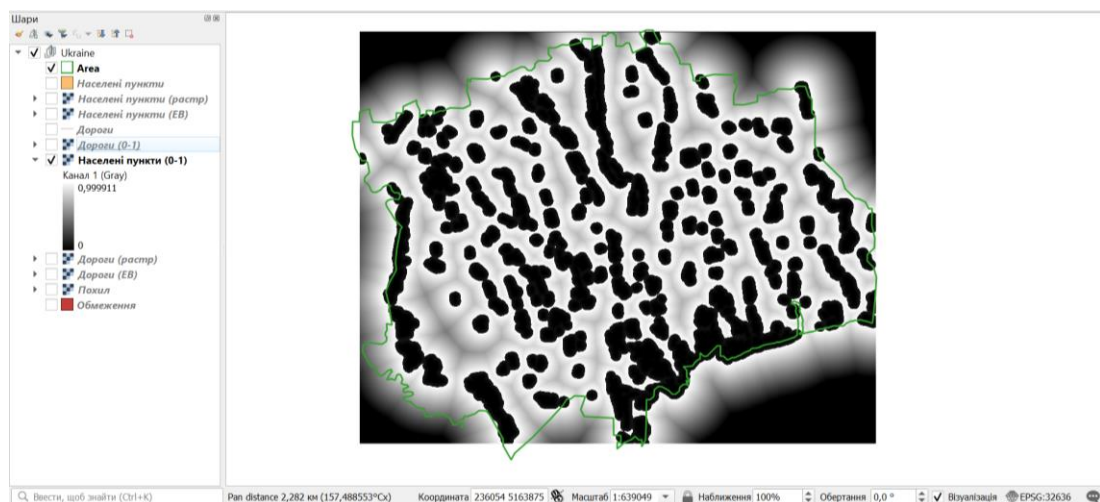 Шари
Ukraine
Area
Населені пункти
Населені пункти (растр)
Населені пункти (ЕВ)
Дороги
Дороги (0-1)
Населені пункти (0-1)
Канал 1 (Gray)
0,999911
0
Дороги (растр)
Дороги (ЕВ)
Похил
Обмеження
Ввести, щоб знайти (Ctrl+K) Pan distance 2,282 км (157,488553°Сх) Координата 236054 5163875 Масштаб 1:639049 Наближення 100% Обертання 0,0 ° Візуалізація EPSG:32636